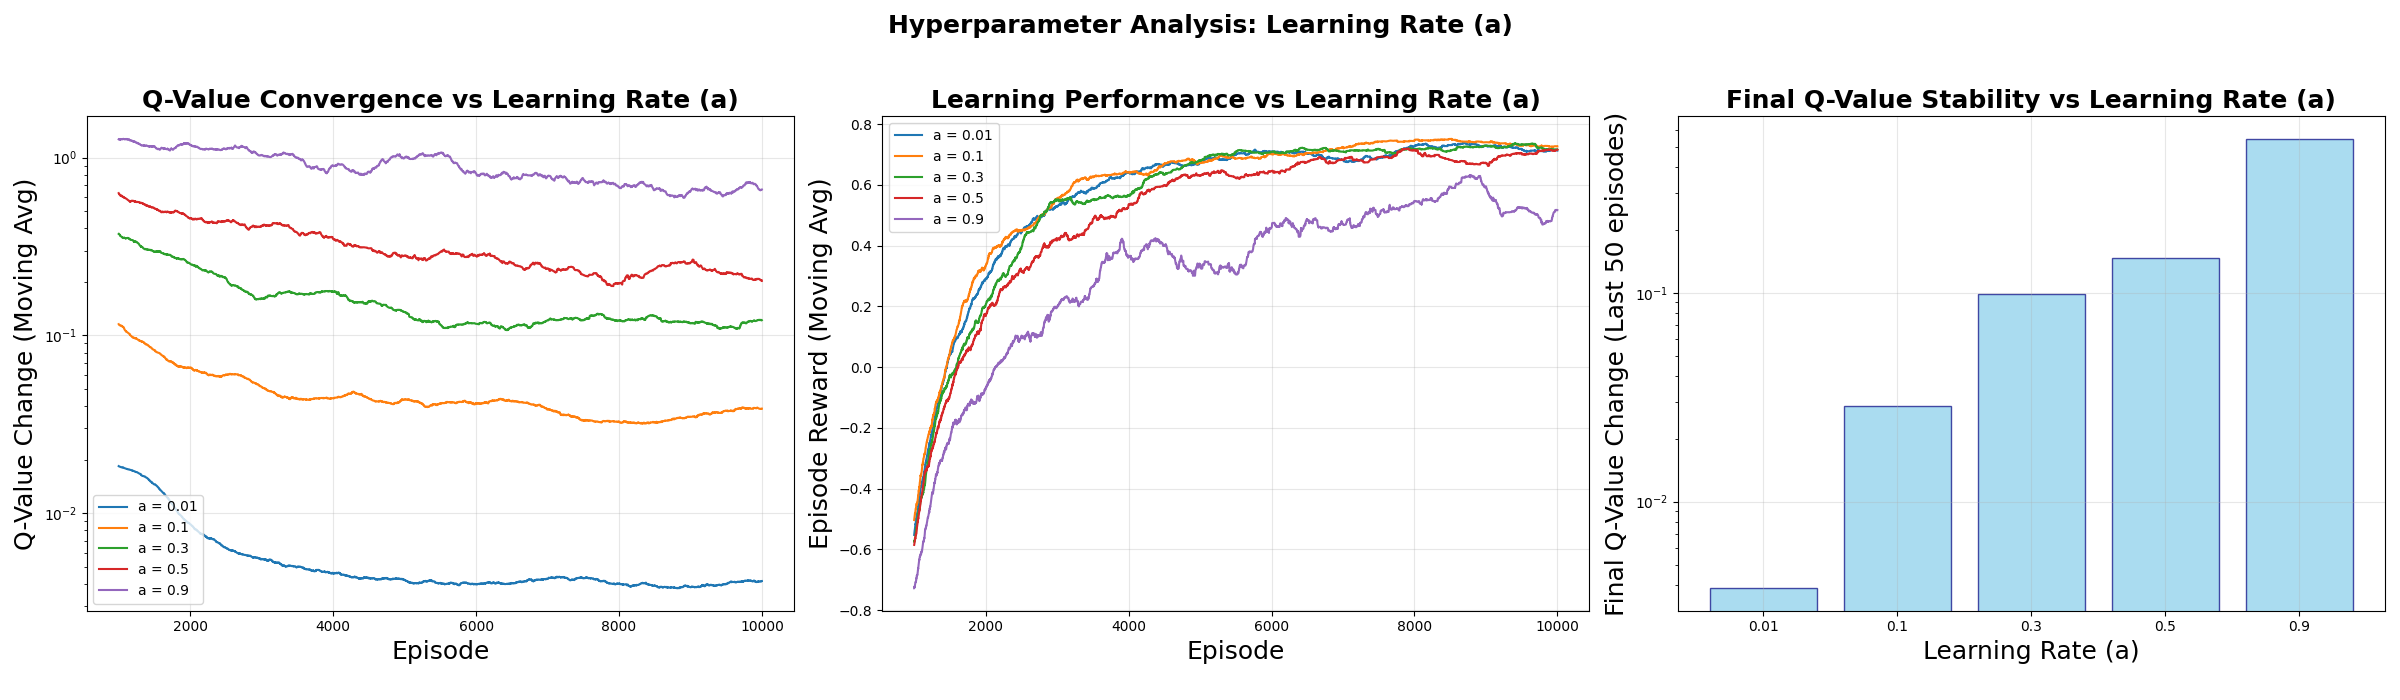 Hyperparameter Analysis: Learning Rate (a)
Q-Value Convergence vs Learning Rate (a)
Q-Value Change (Moving Avg)
10⁰
10⁻¹
10⁻²
a = 0.01
a = 0.1
a = 0.3
a = 0.5
a = 0.9
2000
4000
6000
8000
10000
Episode
Learning Performance vs Learning Rate (a)
Episode Reward (Moving Avg)
0.8
0.6
0.4
0.2
0.0
−0.2
−0.4
−0.6
−0.8
a = 0.01
a = 0.1
a = 0.3
a = 0.5
a = 0.9
2000
4000
6000
8000
10000
Episode
Final Q-Value Stability vs Learning Rate (a)
Final Q-Value Change (Last 50 episodes)
10⁻¹
10⁻²
0.01
0.1
0.3
0.5
0.9
Learning Rate (a)